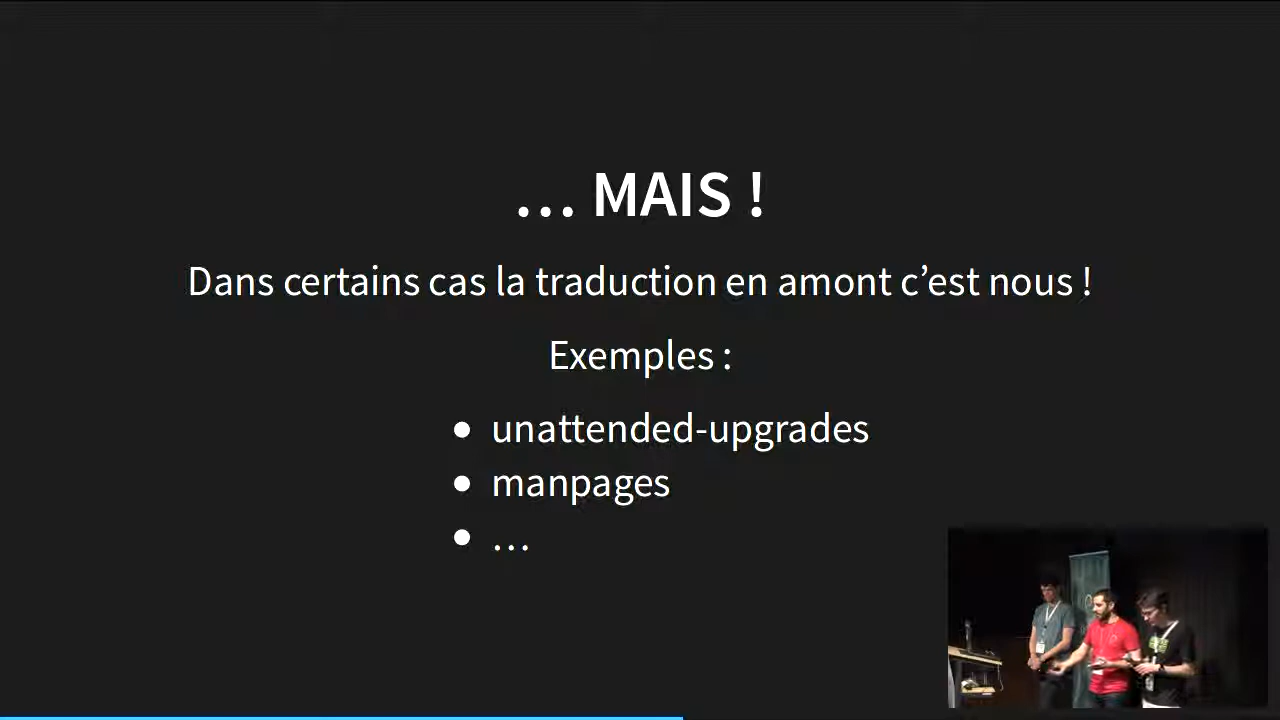 … MAIS !
Dans certains cas la traduction en amont c’est nous !
Exemples :
• unattended-upgrades
• manpages
• …